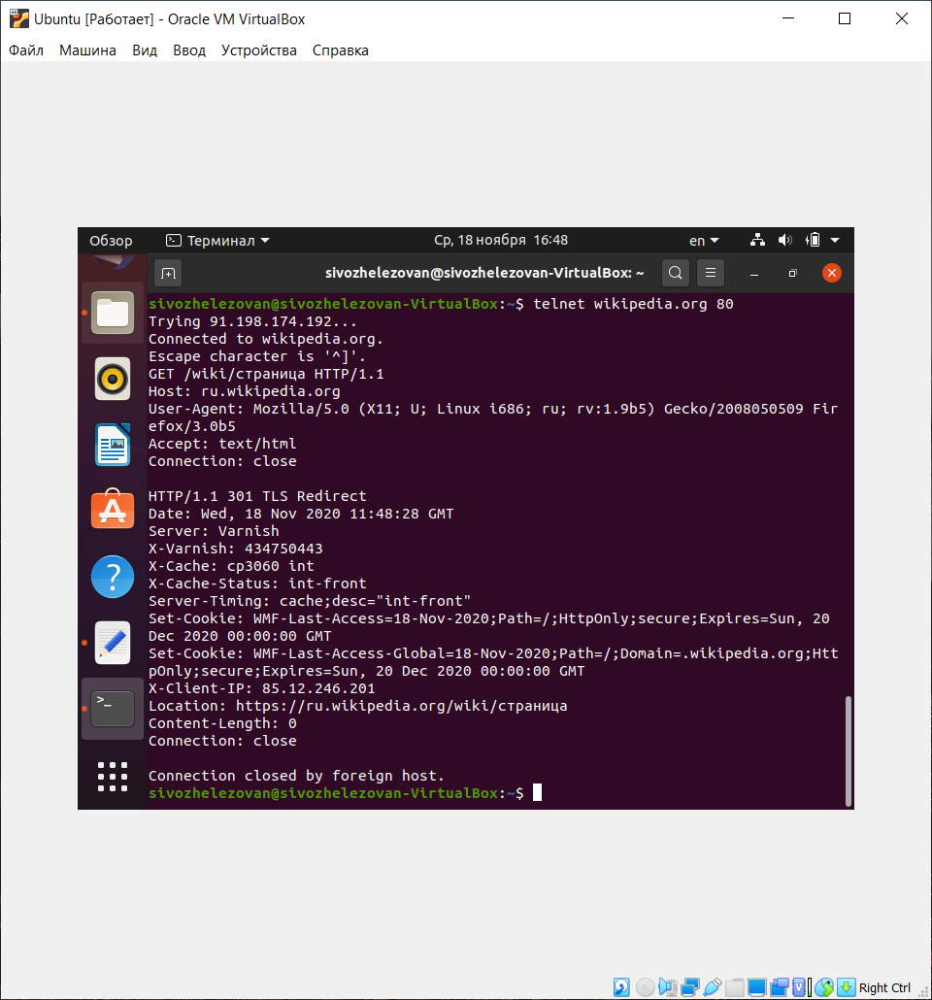 Ubuntu [Работает] - Oracle VM VirtualBox
Файл Машина Вид Ввод Устройства Справка
Обзор Терминал Ср, 18 ноября 16:48 en
sivozhelezovan@sivozhelezovan-VirtualBox: ~
sivozhelezovan@sivozhelezovan-VirtualBox:~$ telnet wikipedia.org 80
Trying 91.198.174.192...
Connected to wikipedia.org.
Escape character is '^]'.
GET /wiki/страница HTTP/1.1
Host: ru.wikipedia.org
User-Agent: Mozilla/5.0 (X11; U; Linux i686; ru; rv:1.9b5) Gecko/2008050509 Fir
efox/3.0b5
Accept: text/html
Connection: close
HTTP/1.1 301 TLS Redirect
Date: Wed, 18 Nov 2020 11:48:28 GMT
Server: Varnish
X-Varnish: 434750443
X-Cache: cp3060 int
X-Cache-Status: int-front
Server-Timing: cache;desc="int-front"
Set-Cookie: WMF-Last-Access=18-Nov-2020;Path=/;HttpOnly;secure;Expires=Sun, 20
Dec 2020 00:00:00 GMT
Set-Cookie: WMF-Last-Access-Global=18-Nov-2020;Path=/;Domain=.wikipedia.org;Htt
pOnly;secure;Expires=Sun, 20 Dec 2020 00:00:00 GMT
X-Client-IP: 85.12.246.201
Location: https://ru.wikipedia.org/wiki/страница
Content-Length: 0
Connection: close
Connection closed by foreign host.
sivozhelezovan@sivozhelezovan-VirtualBox:~$
Right Ctrl